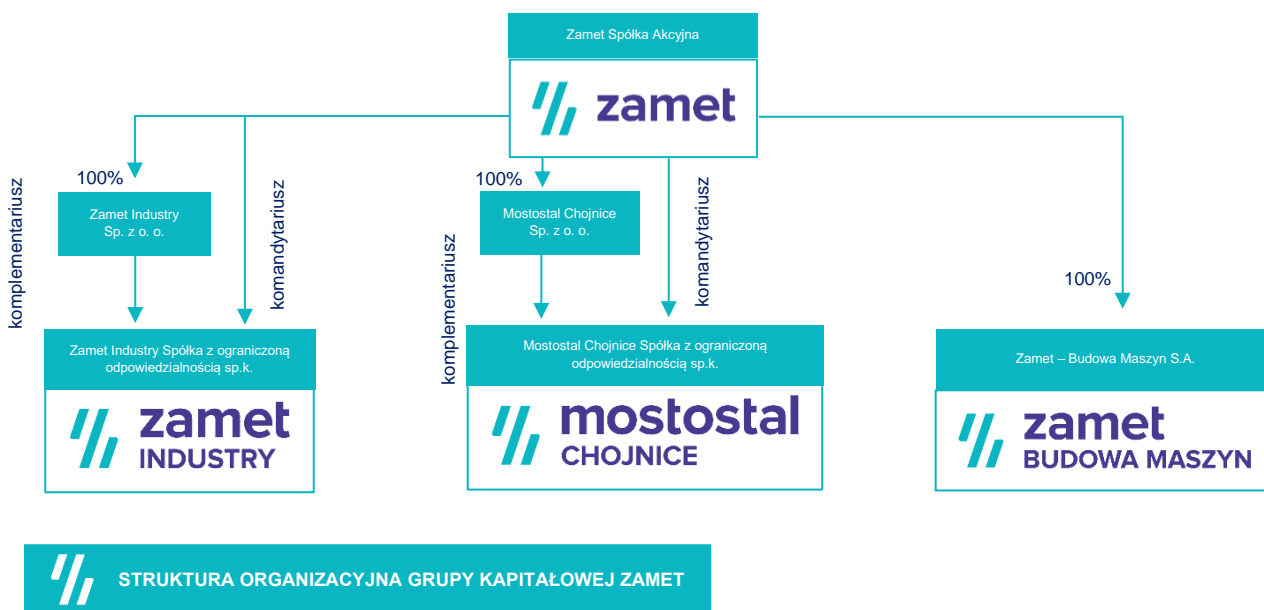 Zamet Spółka Akcyjna
zamet
komplementariusz
100%
Zamet Industry
Sp. z o. o.
komandytariusz
100%
Mostostal Chojnice
Sp. z o. o.
komplementariusz
komandytariusz
100%
Zamet Industry Spółka z ograniczoną
odpowiedzialnością sp.k.
zamet
INDUSTRY
Mostostal Chojnice Spółka z ograniczoną
odpowiedzialnością sp.k.
mostostal
CHOJNICE
Zamet – Budowa Maszyn S.A.
zamet
BUDOWA MASZYN
STRUKTURA ORGANIZACYJNA GRUPY KAPITAŁOWEJ ZAMET